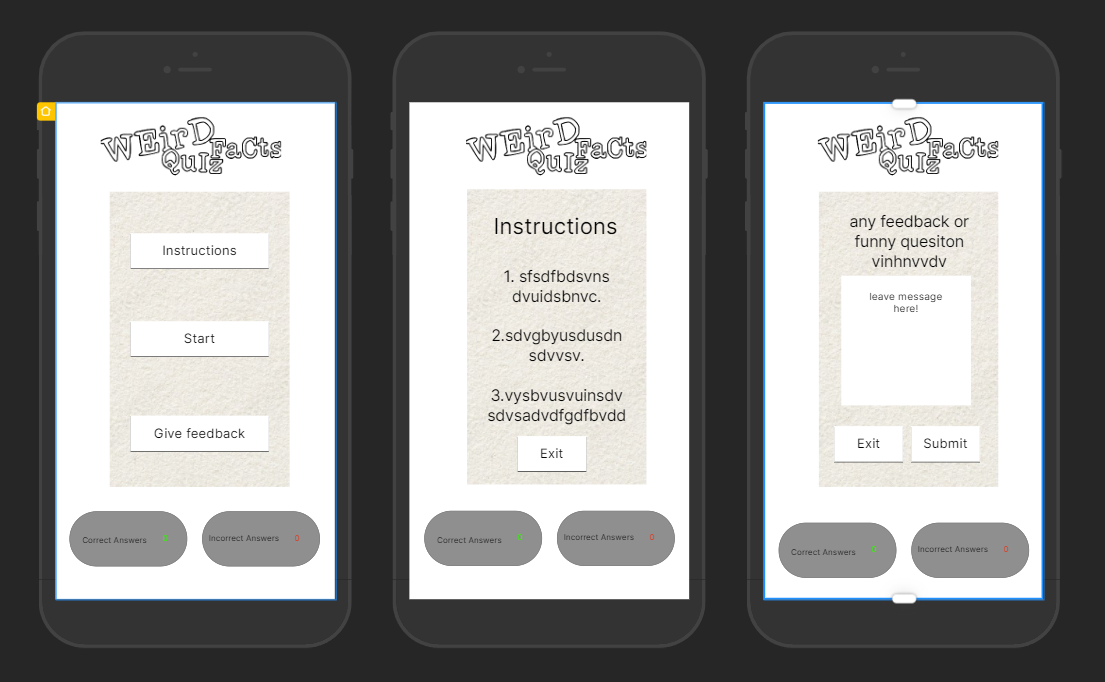 WEirD
QuIz FaCts
Instructions
Start
Give feedback
Correct Answers 0
Incorrect Answers 0
WEirD
QuIz FaCts
Instructions
1. sfsdfbdsvns
dvuidsbnvc.
2.sdvgbyusdusdn
sdvvsv.
3.vysbvusvuinsdv
sdvsadvdfgdfbvdd
Exit
Correct Answers 0
Incorrect Answers 0
WEirD
QuIz FaCts
any feedback or
funny quesiton
vinhnvvdv
leave message
here!
Exit
Submit
Correct Answers 0
Incorrect Answers 0